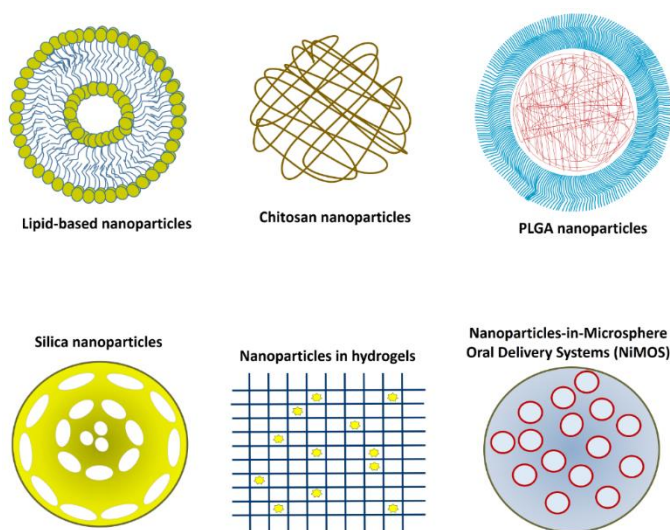 Lipid-based nanoparticles
Chitosan nanoparticles
PLGA nanoparticles
Silica nanoparticles
Nanoparticles in hydrogels
Nanoparticles-in-Microsphere
Oral Delivery Systems (NiMOS)